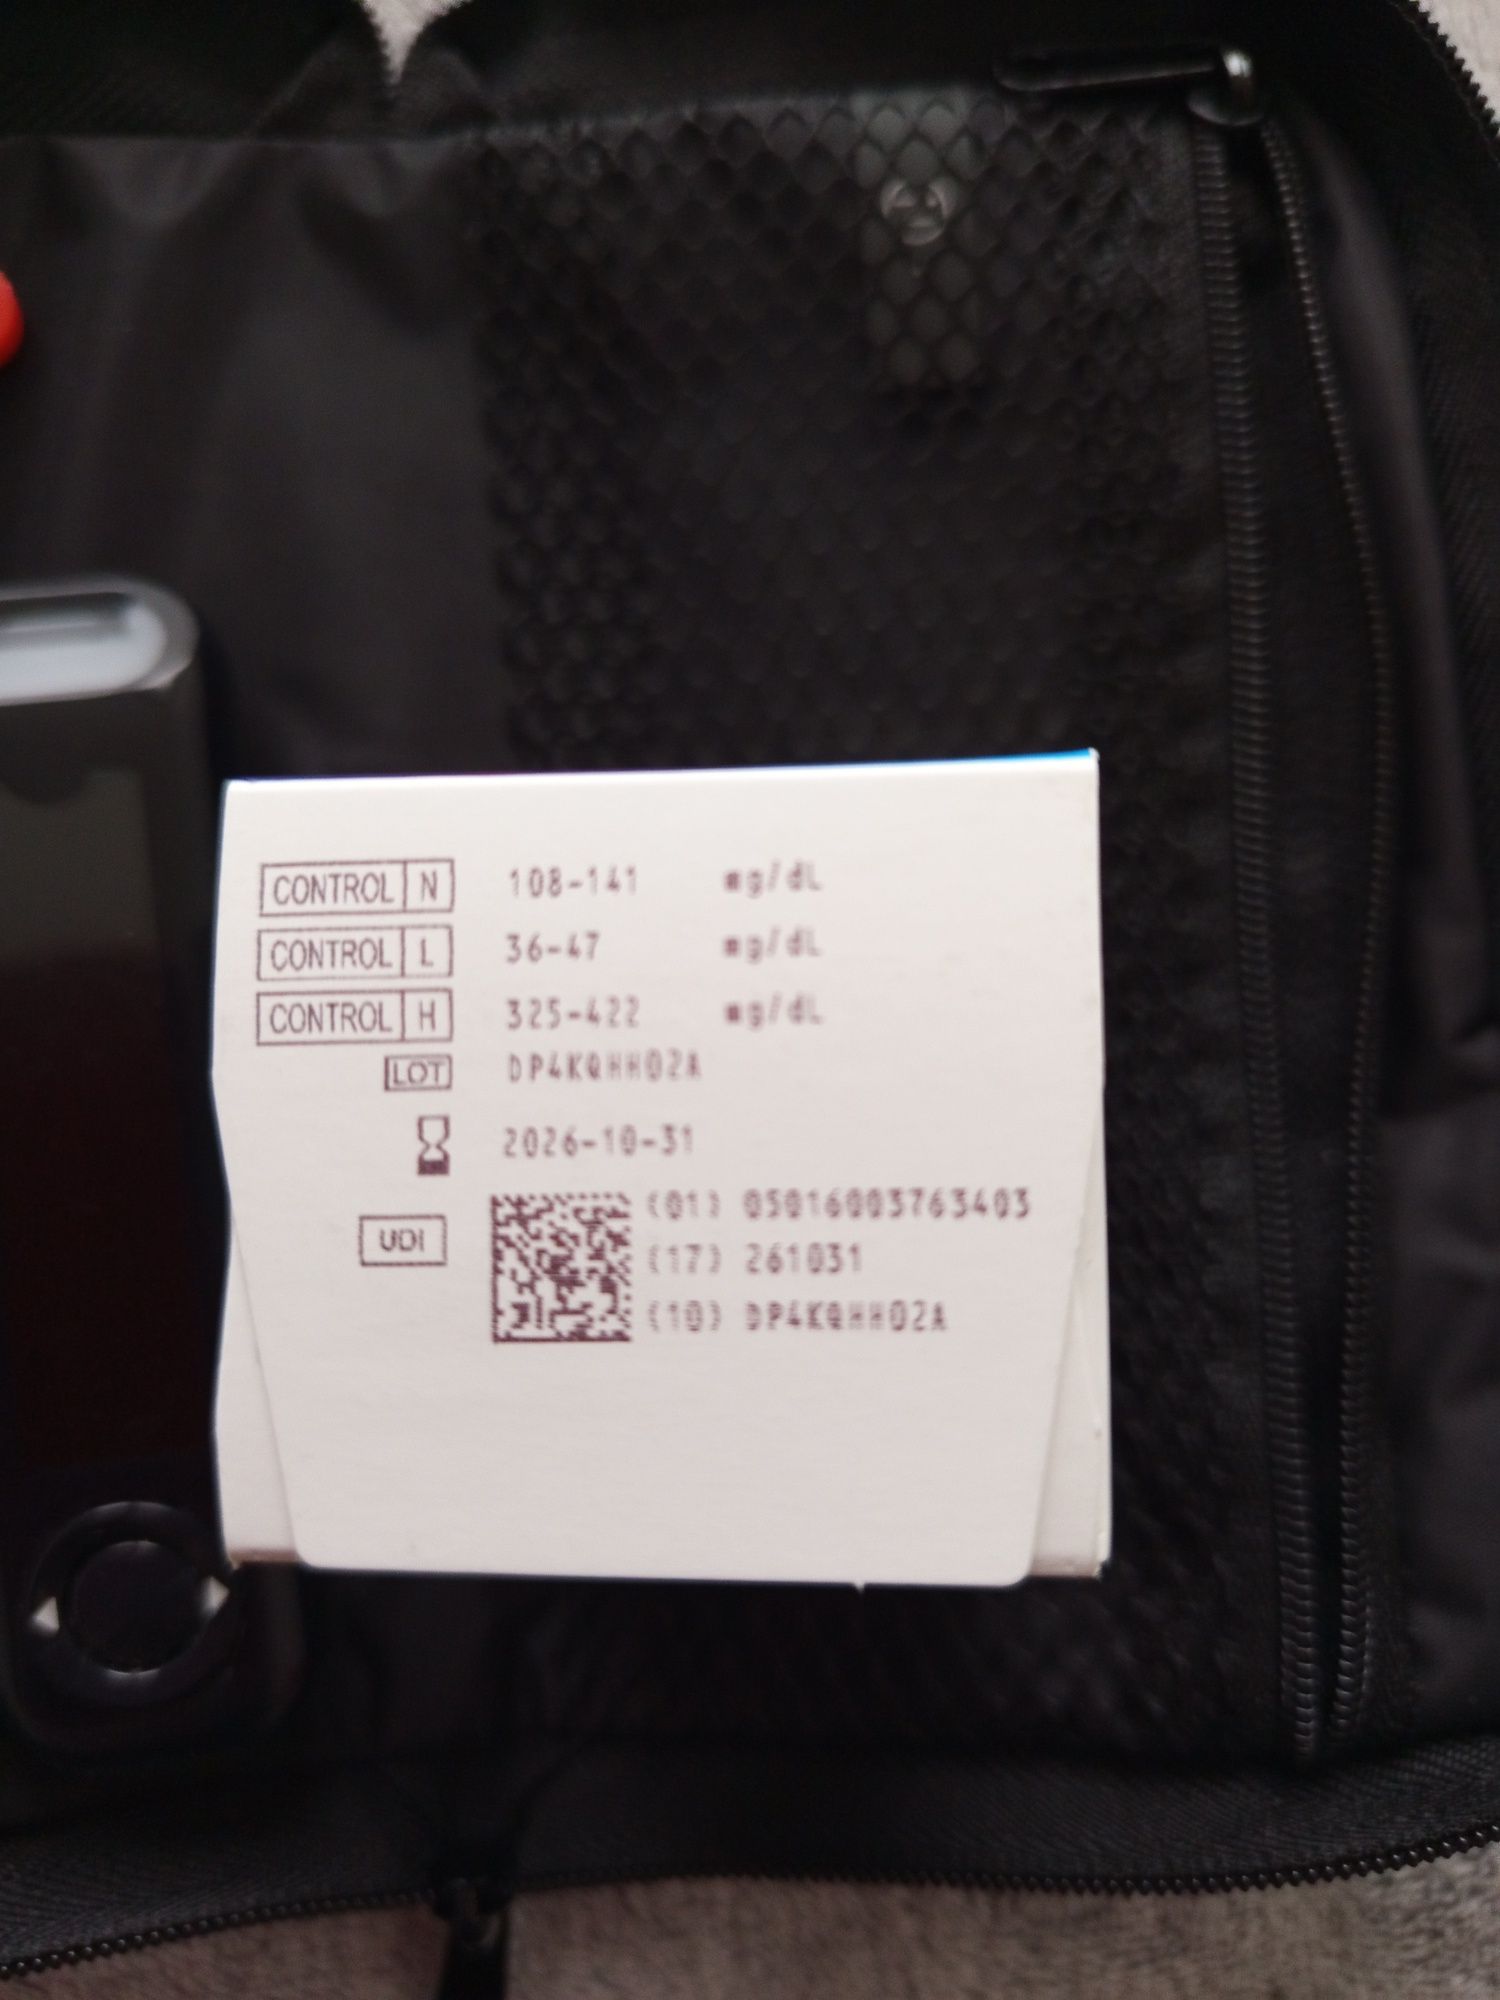 CONTROL N 108-141 mg/dL
CONTROL L 36-47 mg/dL
CONTROL H 325-422 mg/dL
LOT DP4KQHH02A
2026-10-31
UDI (01) 05016003763403
(17) 261031
(10) DP4KQHH02A